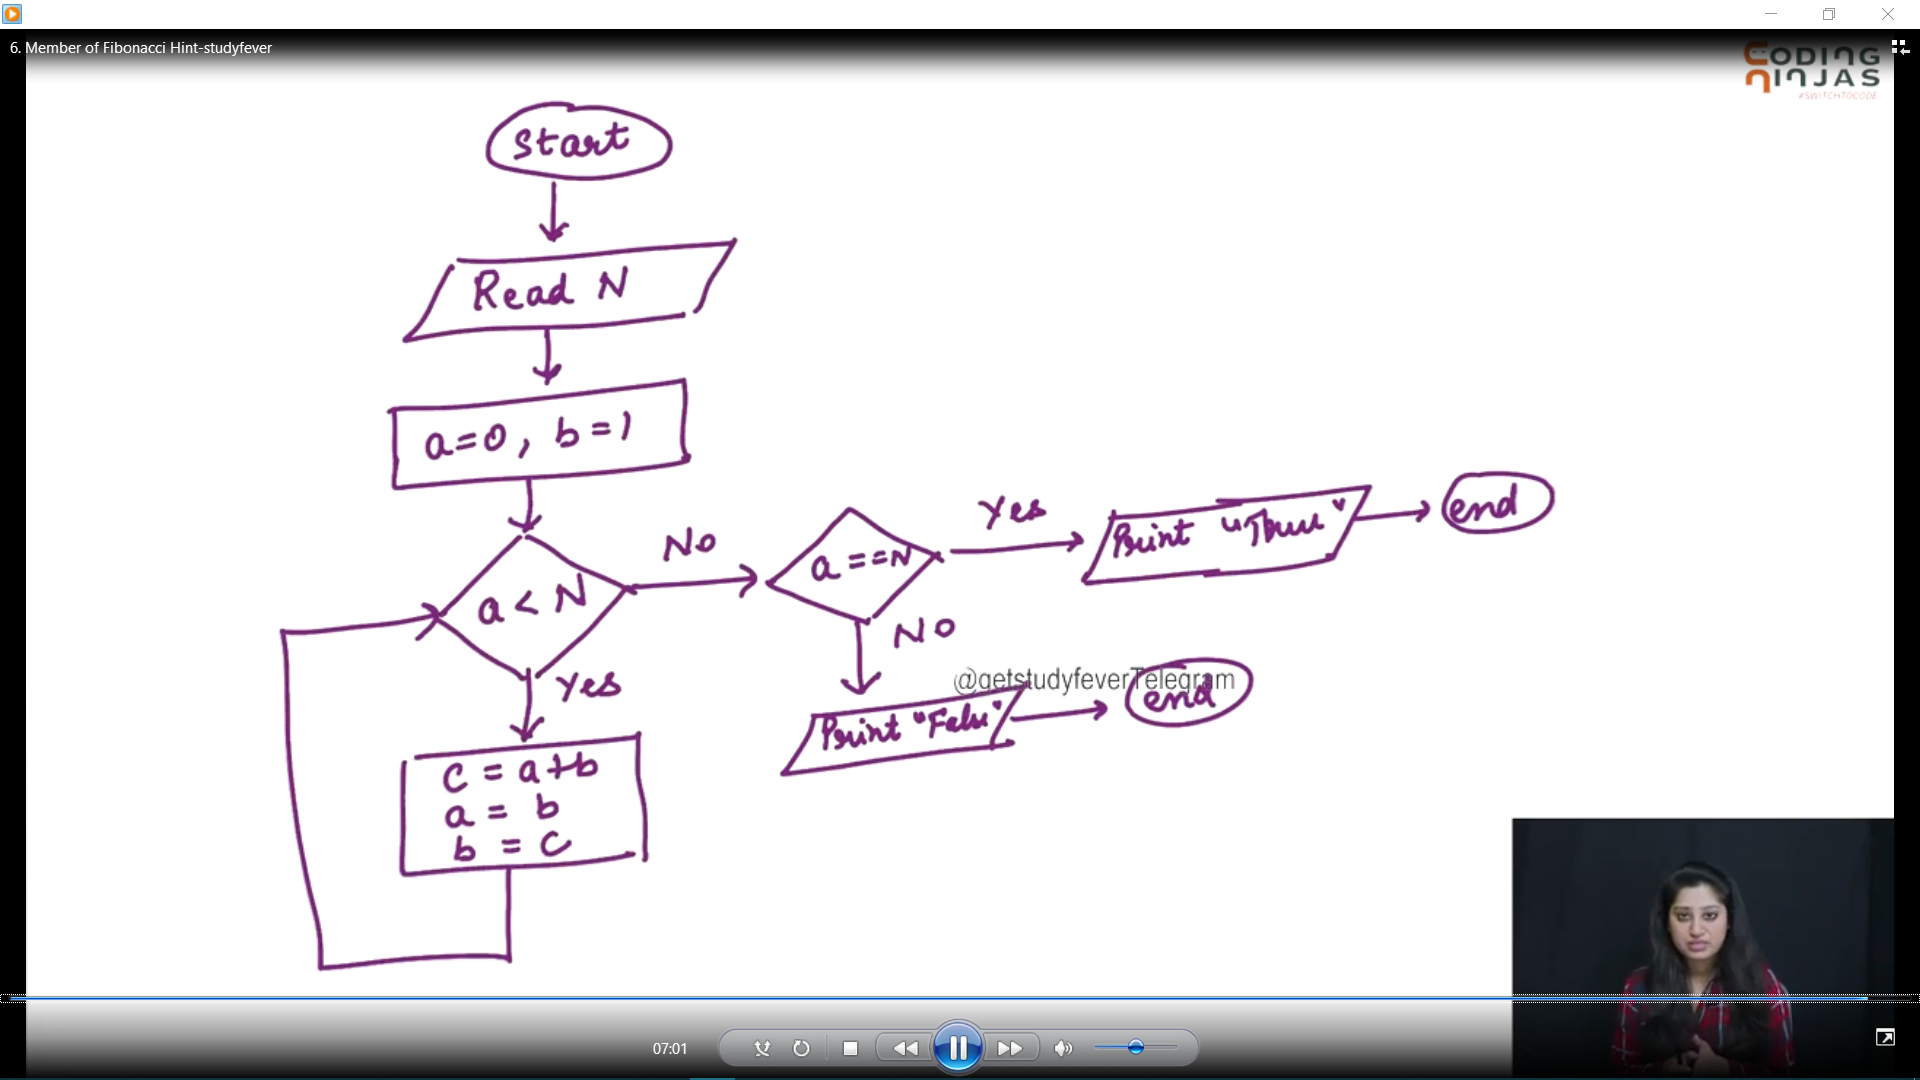 6. Member of Fibonacci Hint-studyfever
CODING
NINJAS
#SWITCHTOCODE
Start
Read N
a=0, b=1
a < N
No
Yes
a==N
Yes
Print "True"
end
No
@getstudyfeverTelegram
Print "False"
end
c = a+b
a = b
b = c
07:01